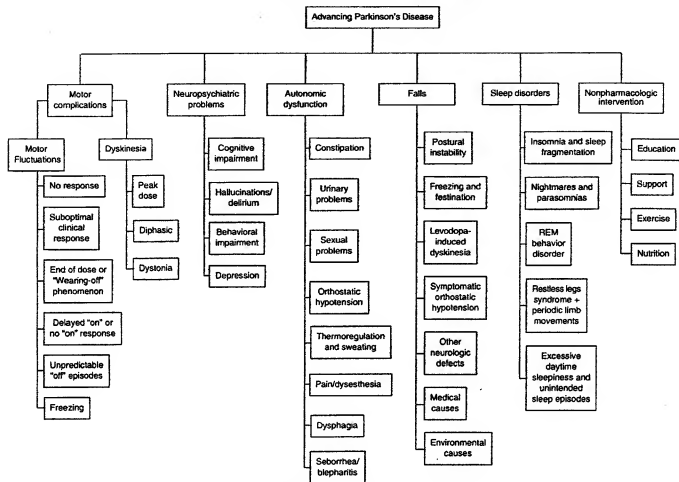 Advancing Parkinson's Disease
Motor
complications
Neuropsychiatric
problems
Autonomic
dysfunction
Falls
Sleep disorders
Nonpharmacologic
intervention
Motor
Fluctuations
Dyskinesia
No response
Suboptimal
clinical
response
End of dose or
"Wearing-off"
phenomenon
Delayed "on" or
no "on" response
Unpredictable
"off" episodes
Freezing
Peak
dose
Diphasic
Dystonia
Cognitive
impairment
Hallucinations/
delirium
Behavioral
impairment
Depression
Constipation
Urinary
problems
Sexual
problems
Orthostatic
hypotension
Thermoregulation
and sweating
Pain/dysesthesia
Dysphagia
Seborrhea/
blepharitis
Postural
instability
Freezing and
festination
Levodopa-
induced
dyskinesia
Symptomatic
orthostatic
hypotension
Other
neurologic
defects
Medical
causes
Environmental
causes
Insomnia and sleep
fragmentation
Nightmares and
parasomnias
REM
behavior
disorder
Restless legs
syndrome +
periodic limb
movements
Excessive
daytime
sleepiness and
unintended
sleep episodes
Education
Support
Exercise
Nutrition